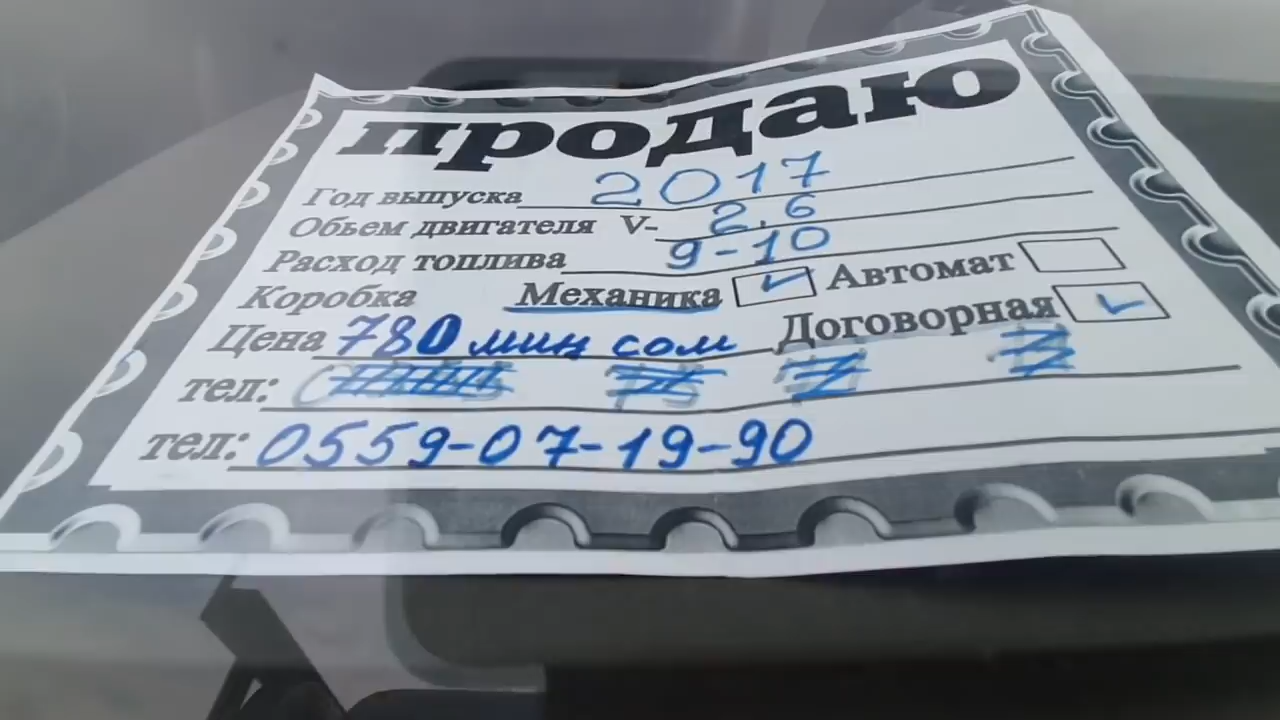 продаю
Год выпуска 2017
Обьем двигателя V- 2.6
Расход топлива 9-10
Коробка Механика Автомат
Цена 780 мин сом Договорная
тел:
тел: 0559-07-19-90